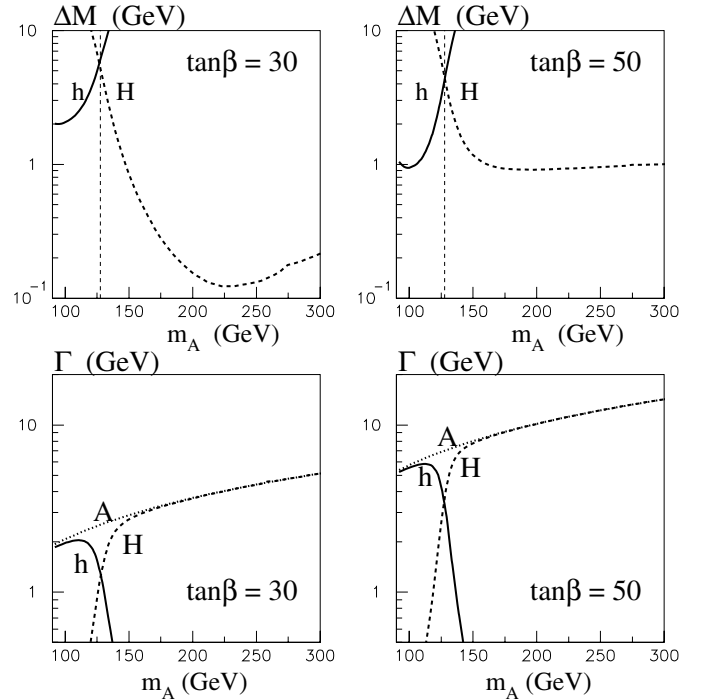 ΔM (GeV)
10
1
10⁻¹
h
H
tanβ = 30
100 150 200 250 300
m_A (GeV)
ΔM (GeV)
10
1
10⁻¹
h
H
tanβ = 50
100 150 200 250 300
m_A (GeV)
Γ (GeV)
10
1
A
h
H
tanβ = 30
100 150 200 250 300
m_A (GeV)
Γ (GeV)
10
1
A
h
H
tanβ = 50
100 150 200 250 300
m_A (GeV)